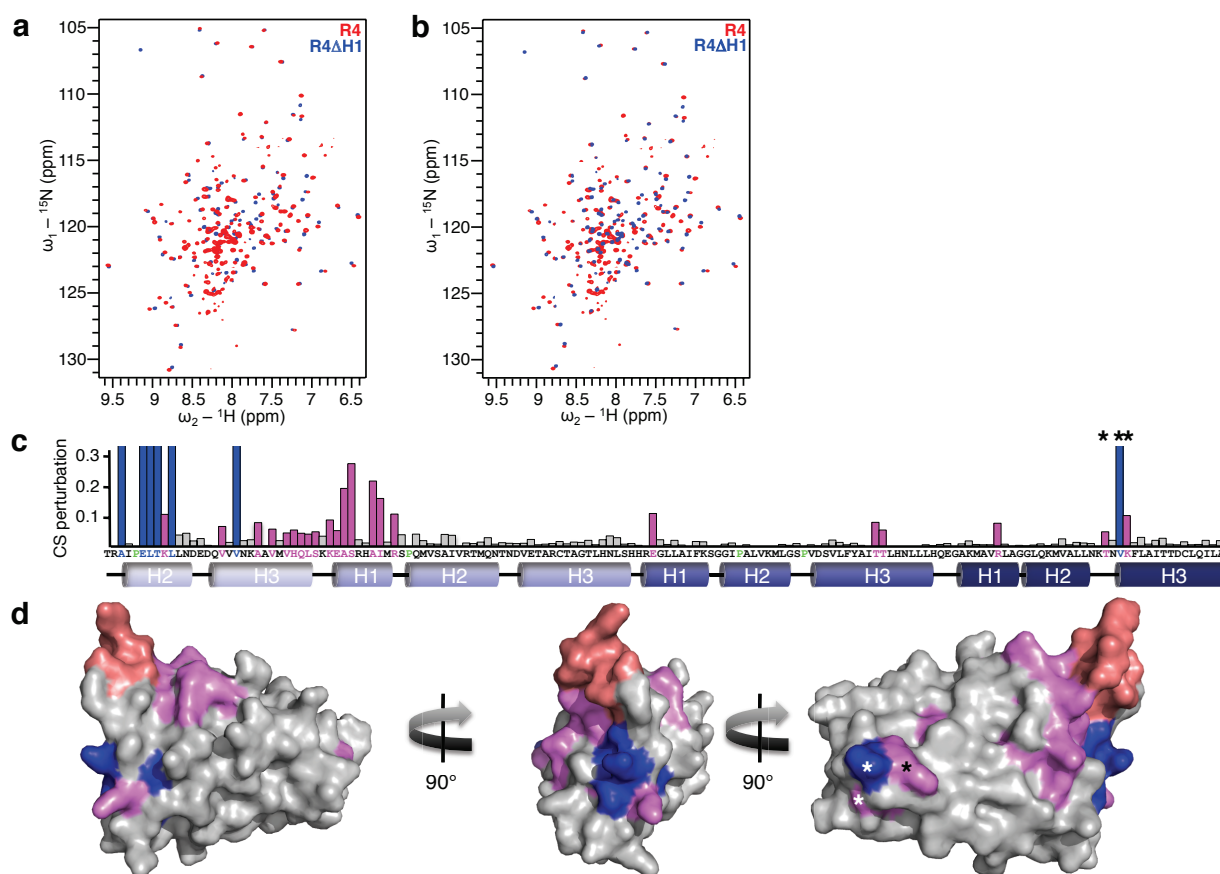 a
R4
R4ΔH1
105
110
115
120
125
130
ω1 – 15N (ppm)
9.5 9 8.5 8 7.5 7 6.5
ω2 – 1H (ppm)
b
R4
R4ΔH1
105
110
115
120
125
130
ω1 – 15N (ppm)
9.5 9 8.5 8 7.5 7 6.5
ω2 – 1H (ppm)
c
* **
0.3
0.2
0.1
CS perturbation
TRAIPELTKLLNDEDQVVVNKAAVMVHQLSKKEASRHAIMRSPQMVSAIVRTMQNTNDVETARCTAGTLHNLSHHREGLLAIFKSGGIPALVKMLGSPVDSVLFYAITTLHNLLLHQEGAKMAVRLAGGLQKMVALLNKTNVKFLAITTDCLQILA
H2 H3 H1 H2 H3 H1 H2 H3 H1 H2 H3
d
90° 90°
* *
*